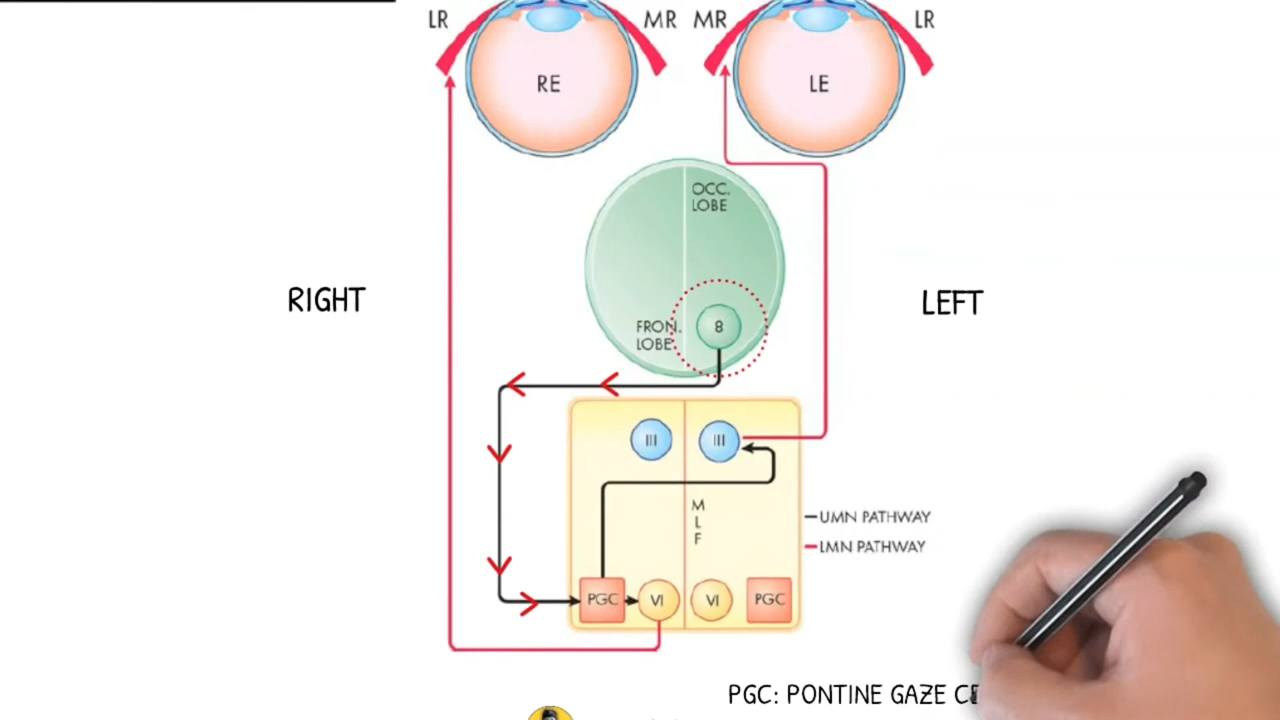 LR MR MR LR
RE LE
OCC.
LOBE
RIGHT LEFT
FRON.
LOBE
8
III III
M
L
F
UMN PATHWAY
LMN PATHWAY
PGC VI VI PGC
PGC: PONTINE GAZE CE